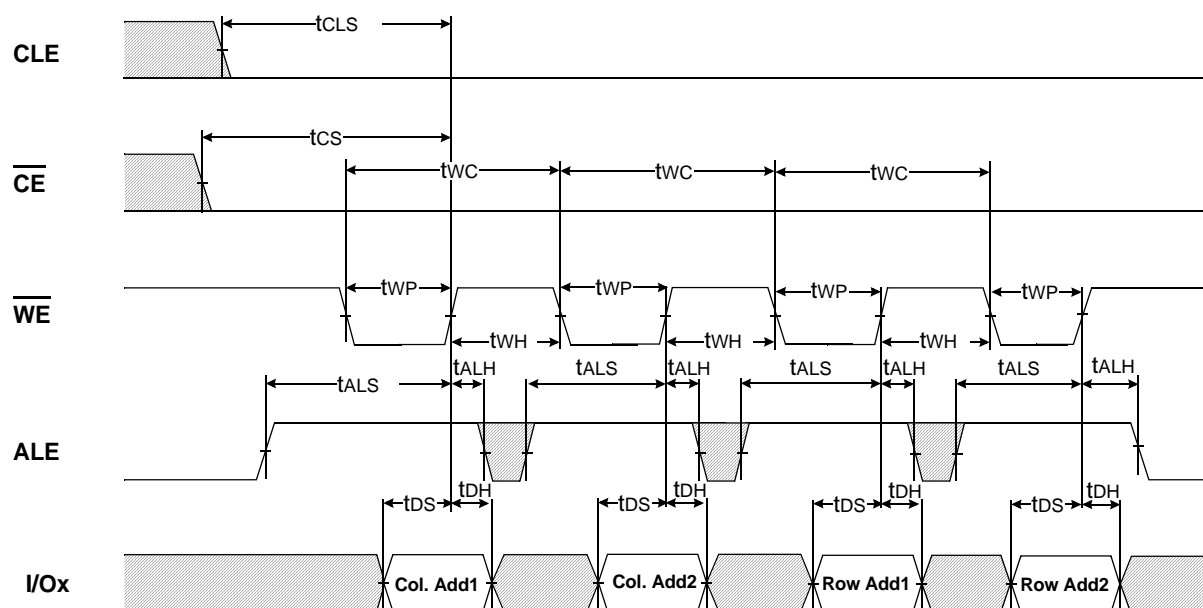 CLE
tCLS
CE
tCS
tWC tWC tWC
WE
tWP tWP tWP tWP
tWH tWH tWH
tALS tALH tALS tALH tALS tALH tALS tALH
ALE
tDS tDH tDS tDH tDS tDH tDS tDH
I/Ox Col. Add1 Col. Add2 Row Add1 Row Add2